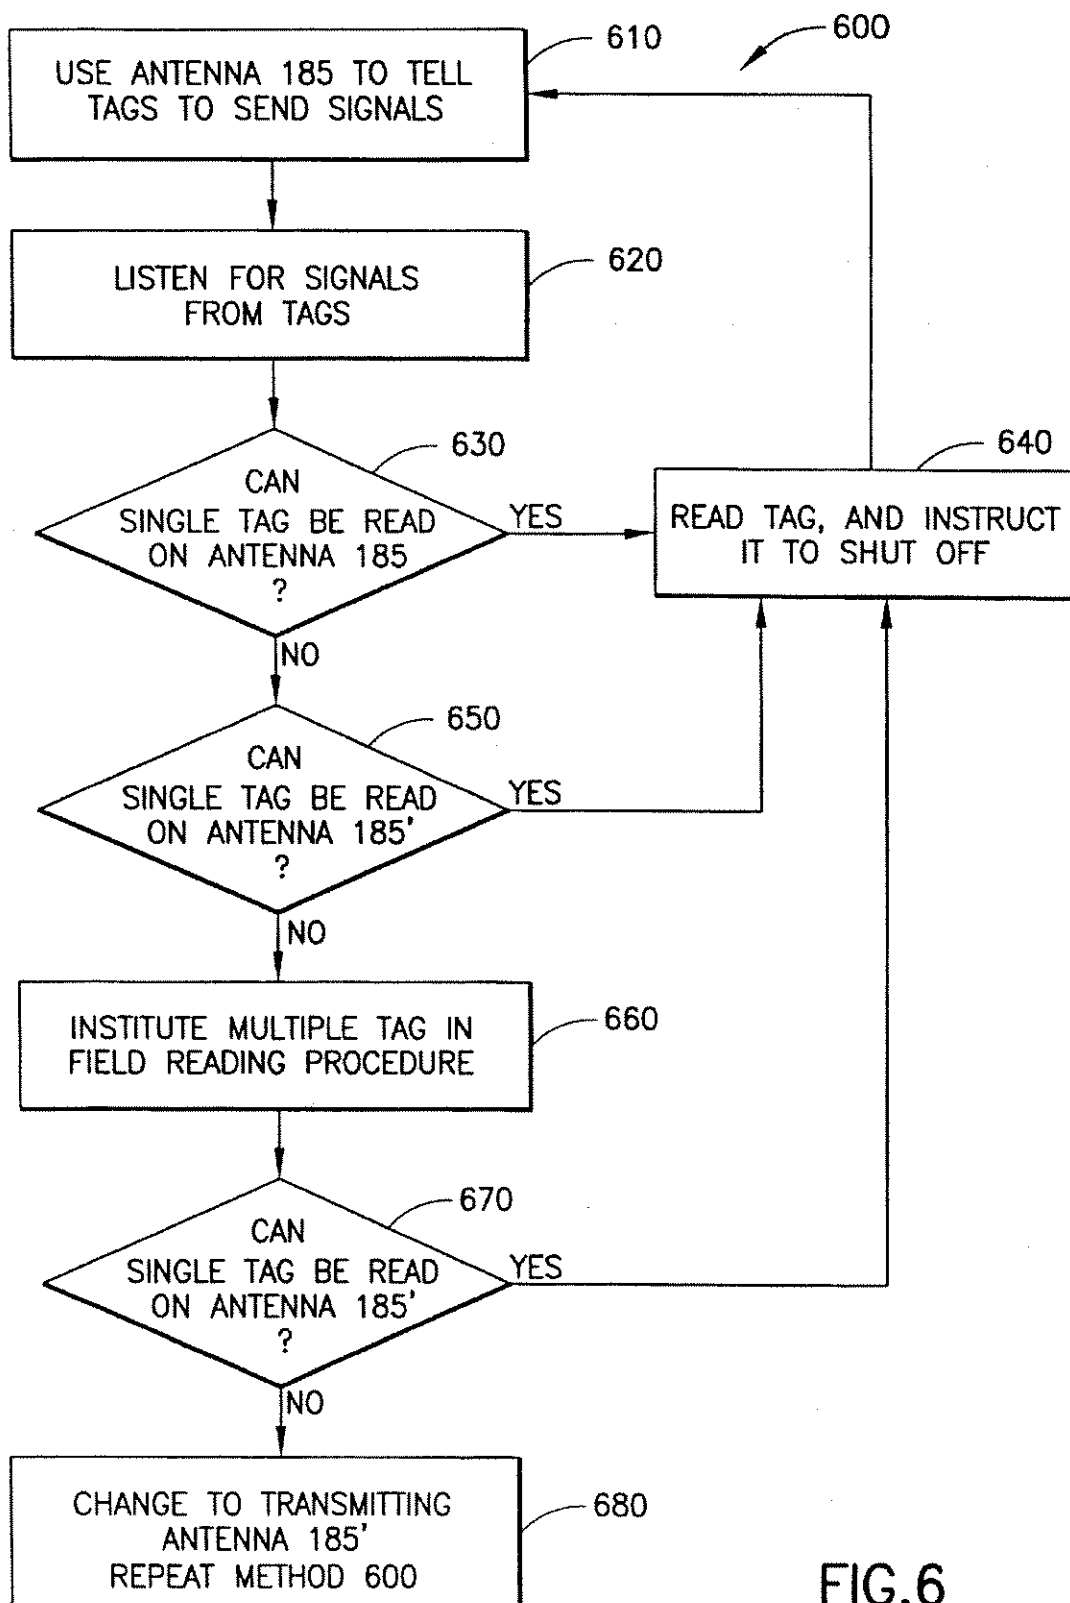 600
610
USE ANTENNA 185 TO TELL
TAGS TO SEND SIGNALS
620
LISTEN FOR SIGNALS
FROM TAGS
630
CAN
SINGLE TAG BE READ
ON ANTENNA 185
?
YES
640
READ TAG, AND INSTRUCT
IT TO SHUT OFF
NO
650
CAN
SINGLE TAG BE READ
ON ANTENNA 185'
?
YES
NO
660
INSTITUTE MULTIPLE TAG IN
FIELD READING PROCEDURE
670
CAN
SINGLE TAG BE READ
ON ANTENNA 185'
?
YES
NO
680
CHANGE TO TRANSMITTING
ANTENNA 185'
REPEAT METHOD 600
FIG.6